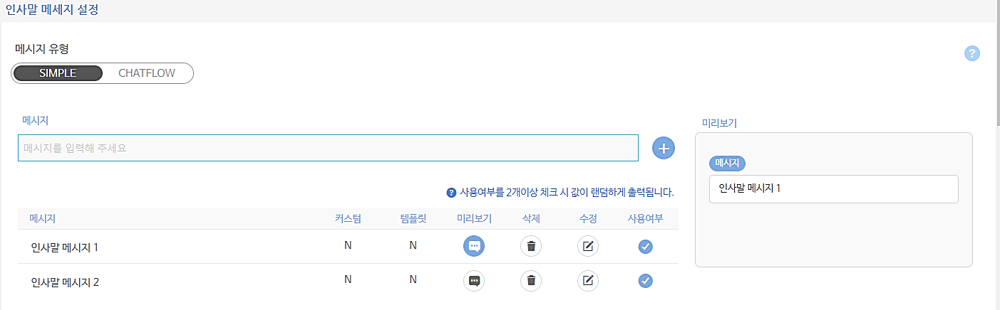 인사말 메세지 설정
메시지 유형
?
SIMPLE CHATFLOW
메시지
미리보기
메시지를 입력해 주세요
메시지
인사말 메시지 1
? 사용여부를 2개이상 체크 시 값이 랜덤하게 출력됩니다.
메시지 커스텀 템플릿 미리보기 삭제 수정 사용여부
인사말 메시지 1 N N
인사말 메시지 2 N N